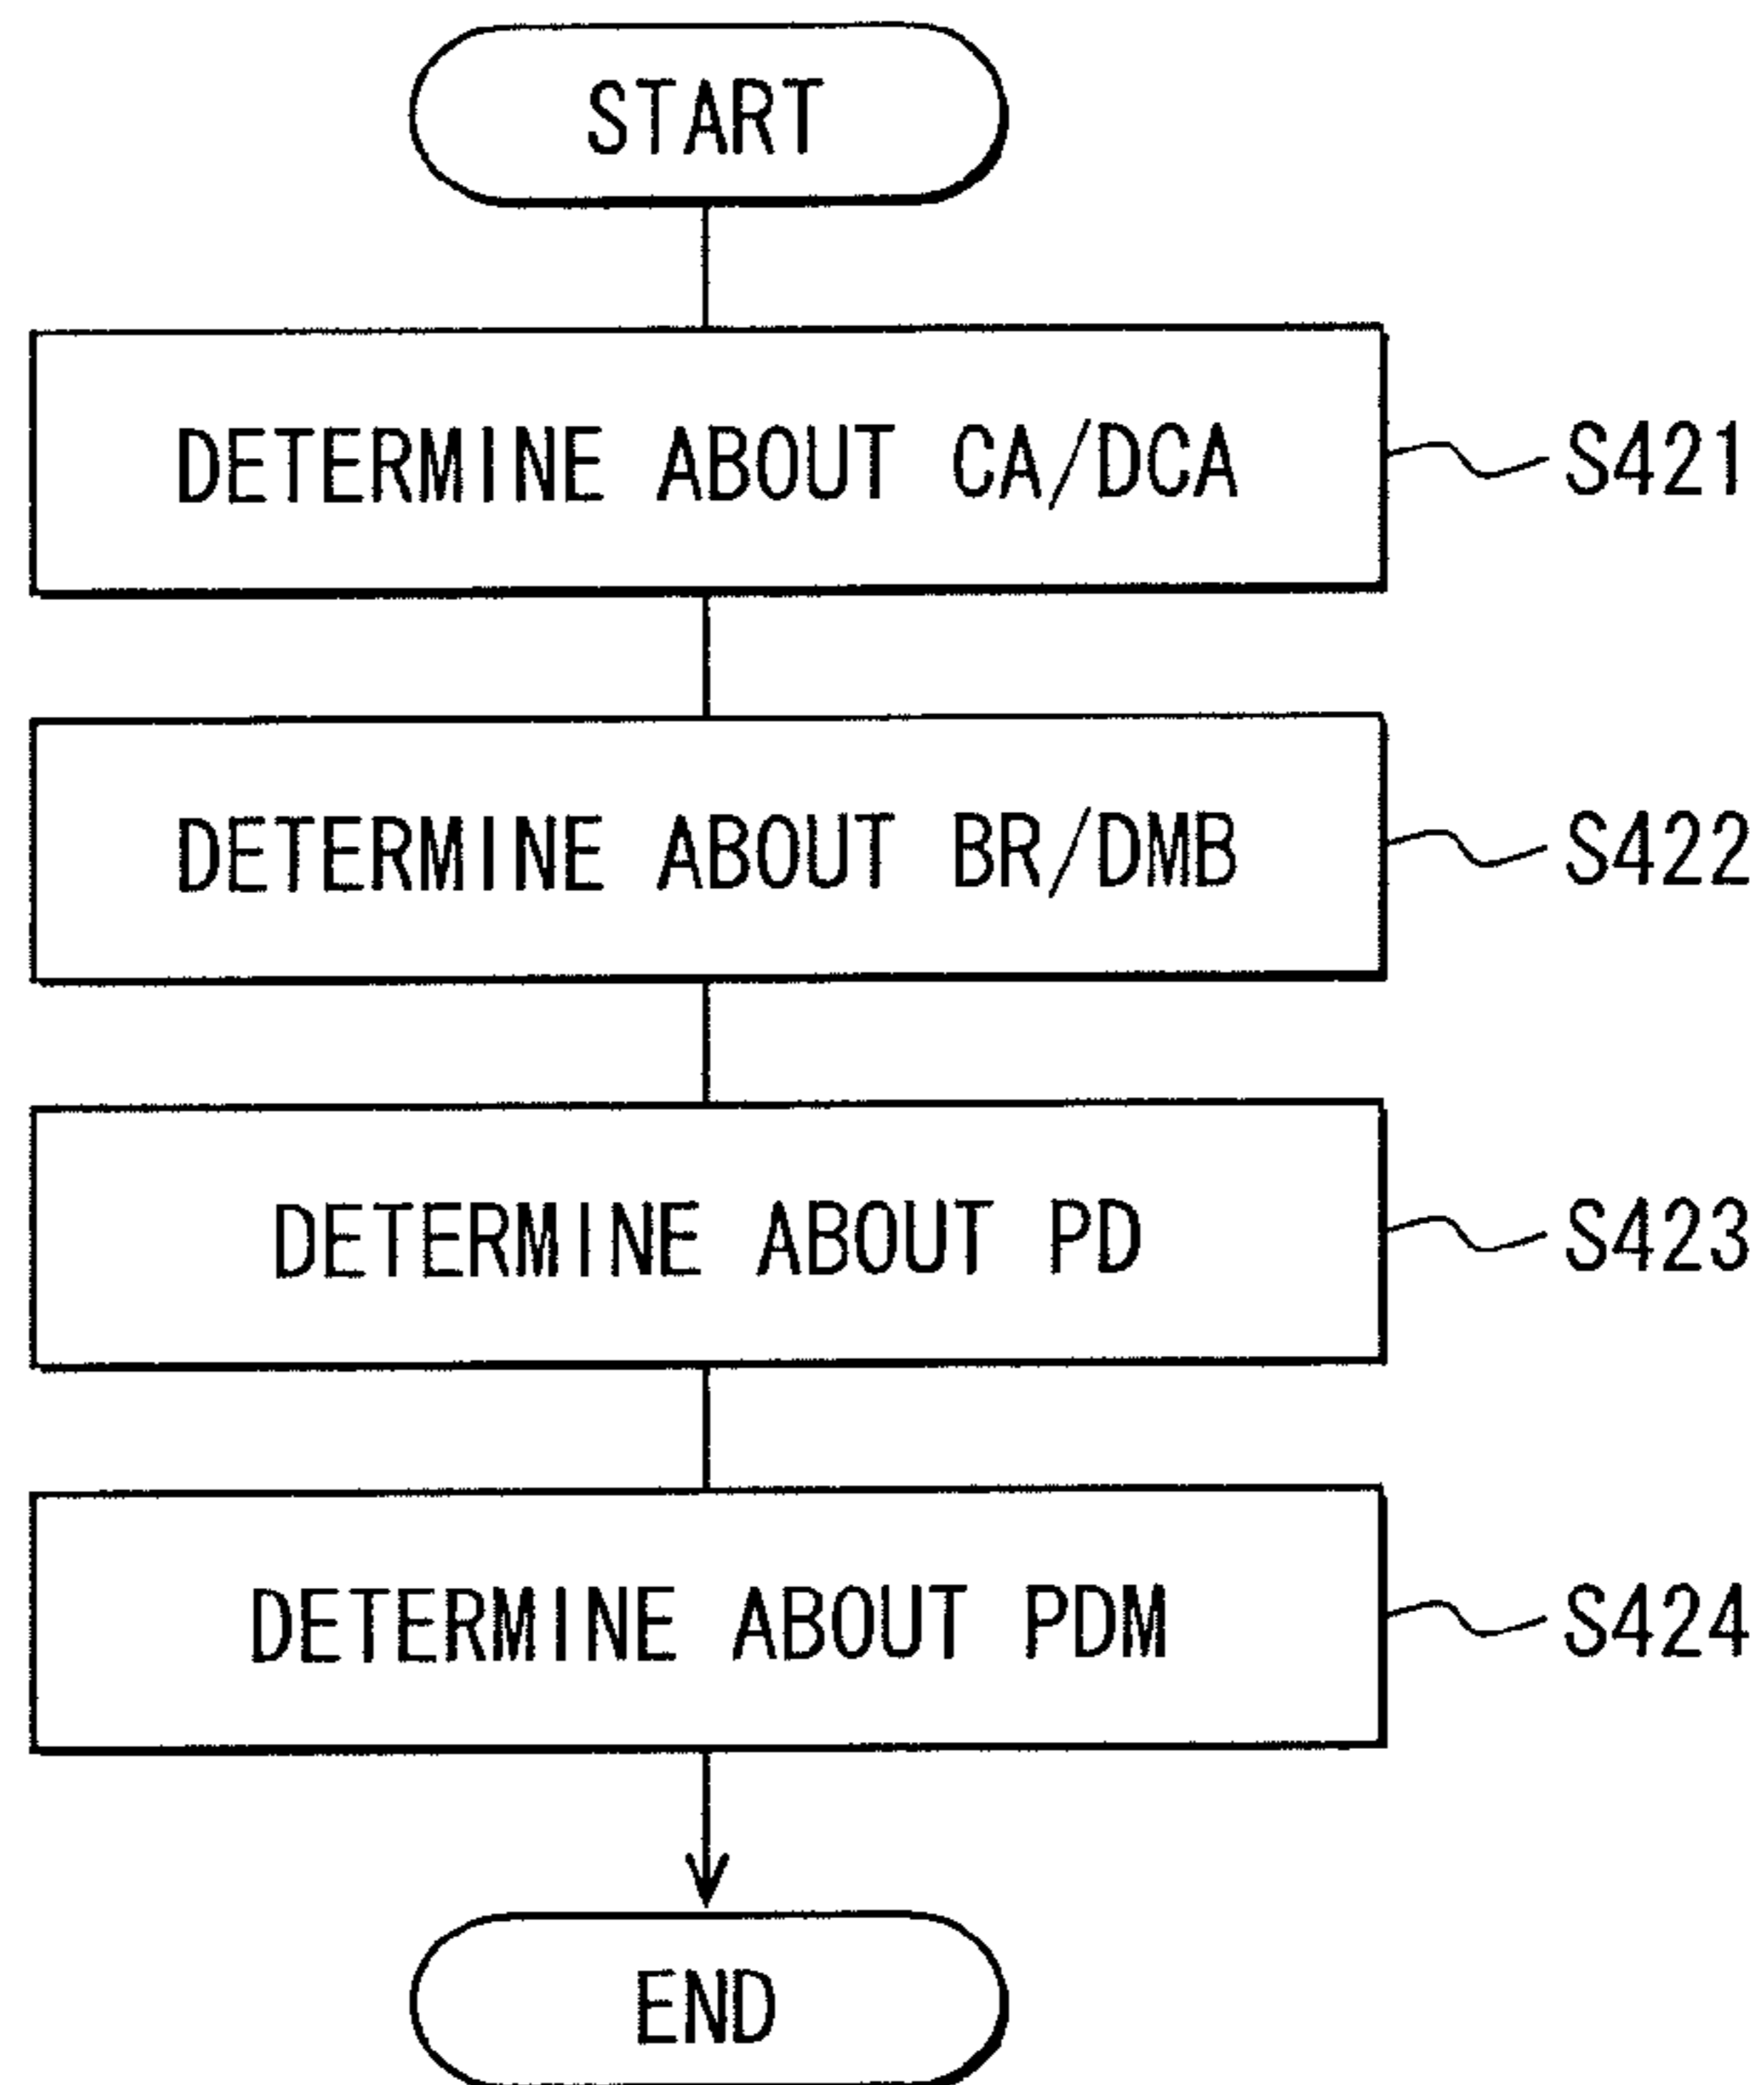 START
DETERMINE ABOUT CA/DCA S421
DETERMINE ABOUT BR/DMB S422
DETERMINE ABOUT PD S423
DETERMINE ABOUT PDM S424
END